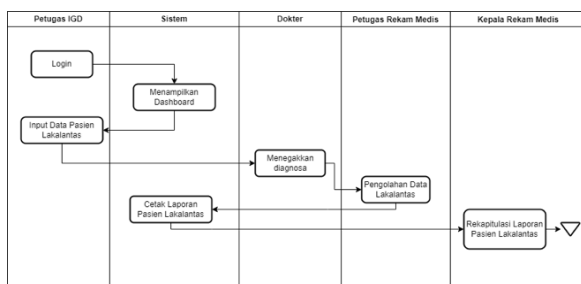 Petugas IGD
Sistem
Dokter
Petugas Rekam Medis
Kepala Rekam Medis
Login
Menampilkan
Dashboard
Input Data Pasien
Lakalantas
Menegakkan
diagnosa
Pengolahan Data
Lakalantas
Cetak Laporan
Pasien Lakalantas
Rekapitulasi Laporan
Pasien Lakalantas